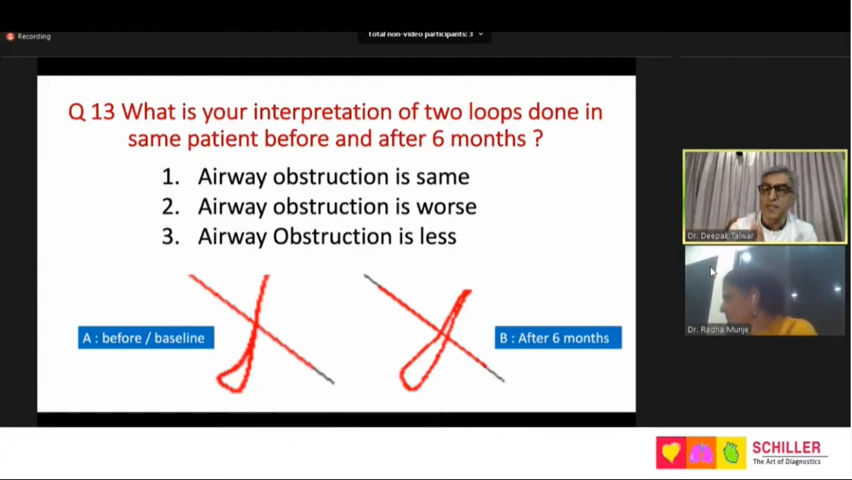 Recording
Total non-video participants: 3
Q 13 What is your interpretation of two loops done in
same patient before and after 6 months ?
1. Airway obstruction is same
2. Airway obstruction is worse
3. Airway Obstruction is less
A : before / baseline
B : After 6 months
Dr. Deepak Talwar
Dr. Radha Munje
SCHILLER
The Art of Diagnostics